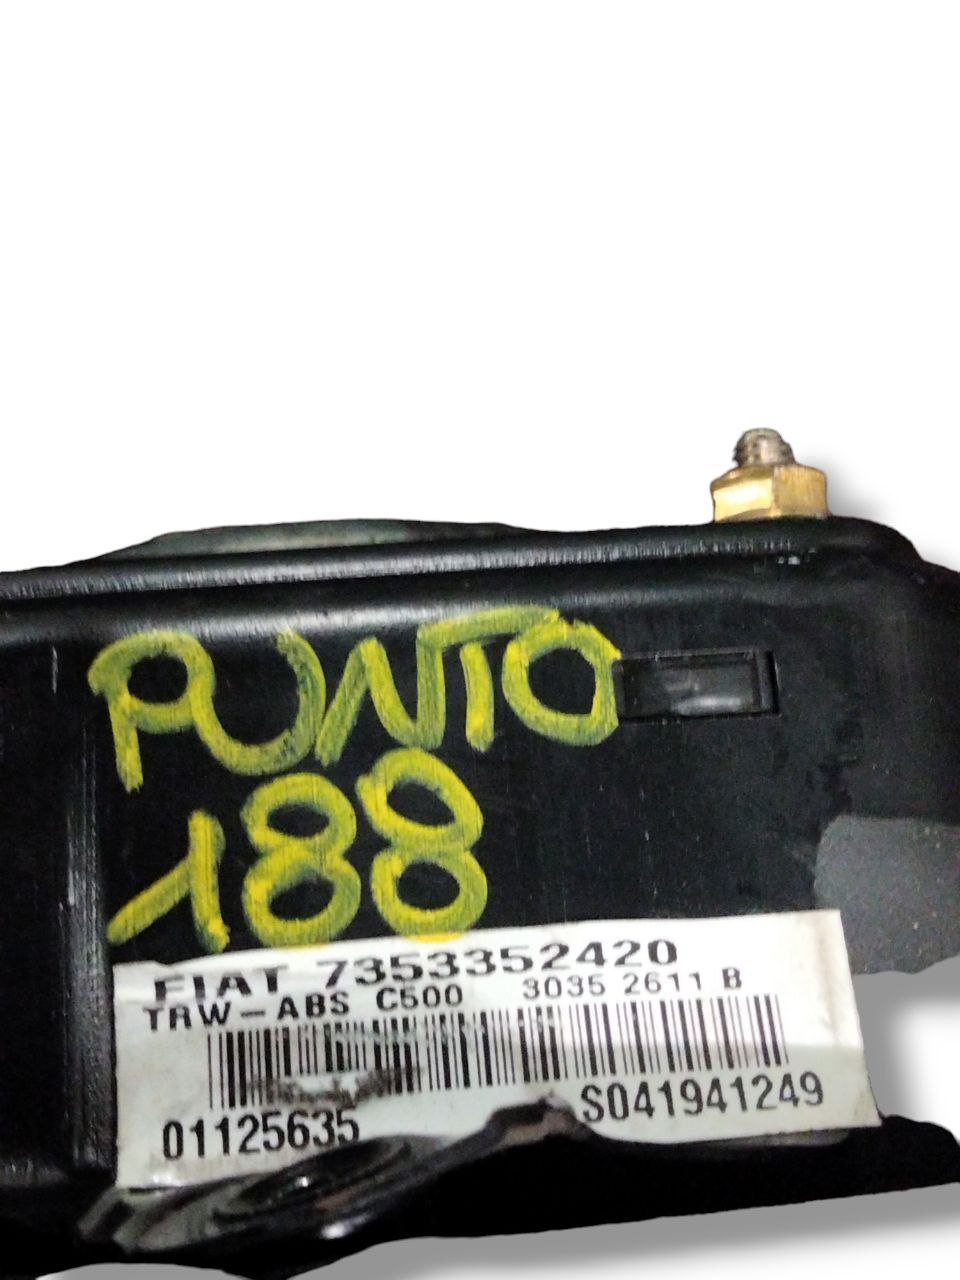 PUNTO
188
FIAT 7353352420
TRW-ABS C500 3035 2611 B
01125635 S041941249